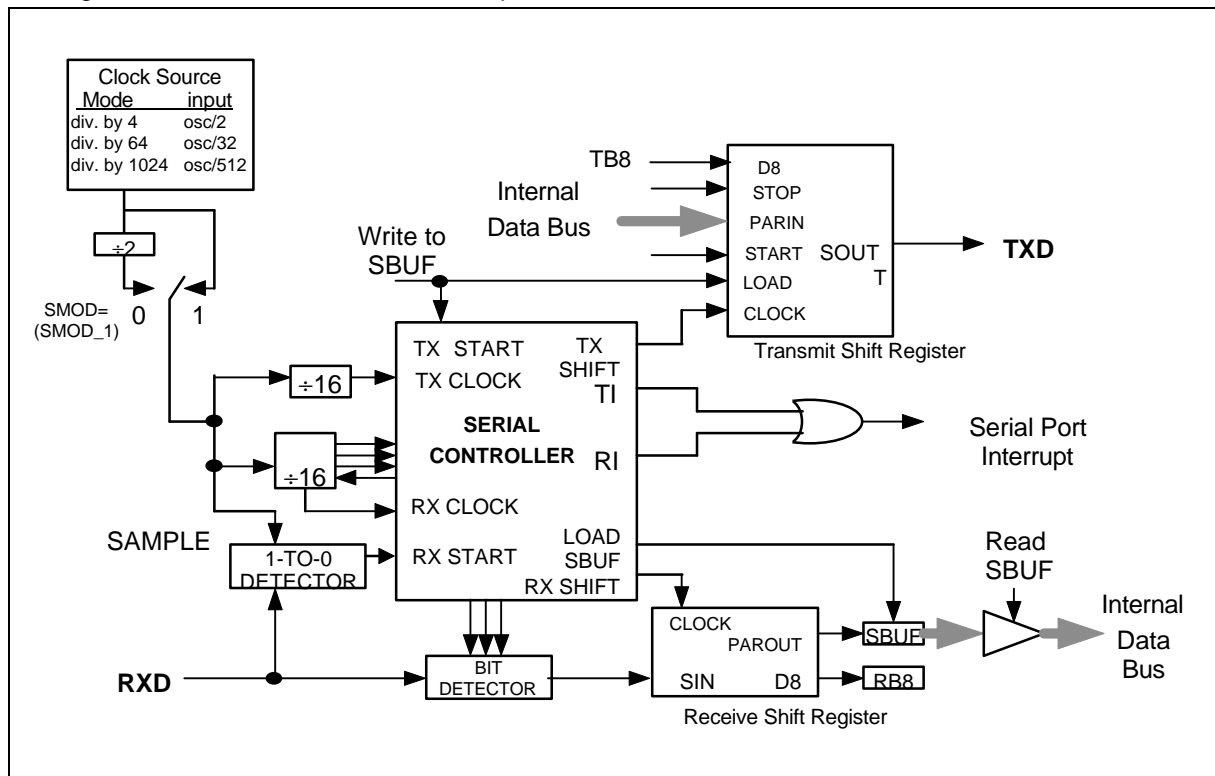 Clock Source
Mode input
div. by 4 osc/2
div. by 64 osc/32
div. by 1024 osc/512
÷2
SMOD=
(SMOD_1)
0
1
Write to
SBUF
TB8
Internal
Data Bus
D8
STOP
PARIN
START
SOUT
T
LOAD
CLOCK
TXD
Transmit Shift Register
÷16
÷16
TX START
TX CLOCK
SERIAL
CONTROLLER
RX CLOCK
RX START
TX
SHIFT
TI
RI
LOAD
SBUF
RX SHIFT
Serial Port
Interrupt
SAMPLE
1-TO-0
DETECTOR
RXD
BIT
DETECTOR
CLOCK
PAROUT
SIN D8
Receive Shift Register
SBUF
RB8
Read
SBUF
Internal
Data
Bus